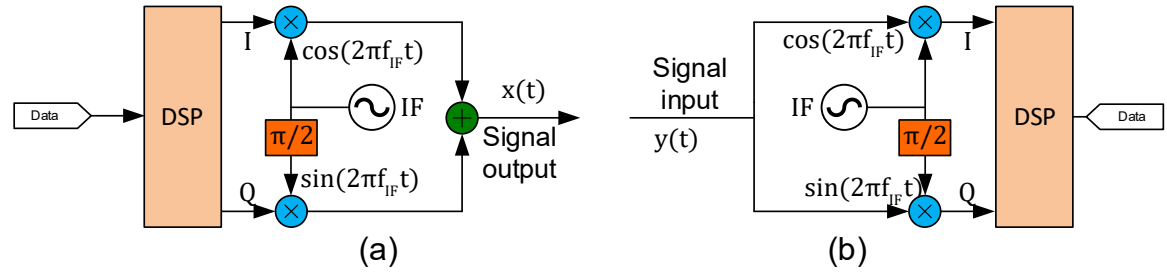 Data
DSP
I
cos(2πf_IF t)
IF
π/2
sin(2πf_IF t)
Q
x(t)
Signal
output
(a)
Signal
input
y(t)
cos(2πf_IF t)
I
IF
π/2
sin(2πf_IF t)
Q
DSP
Data
(b)